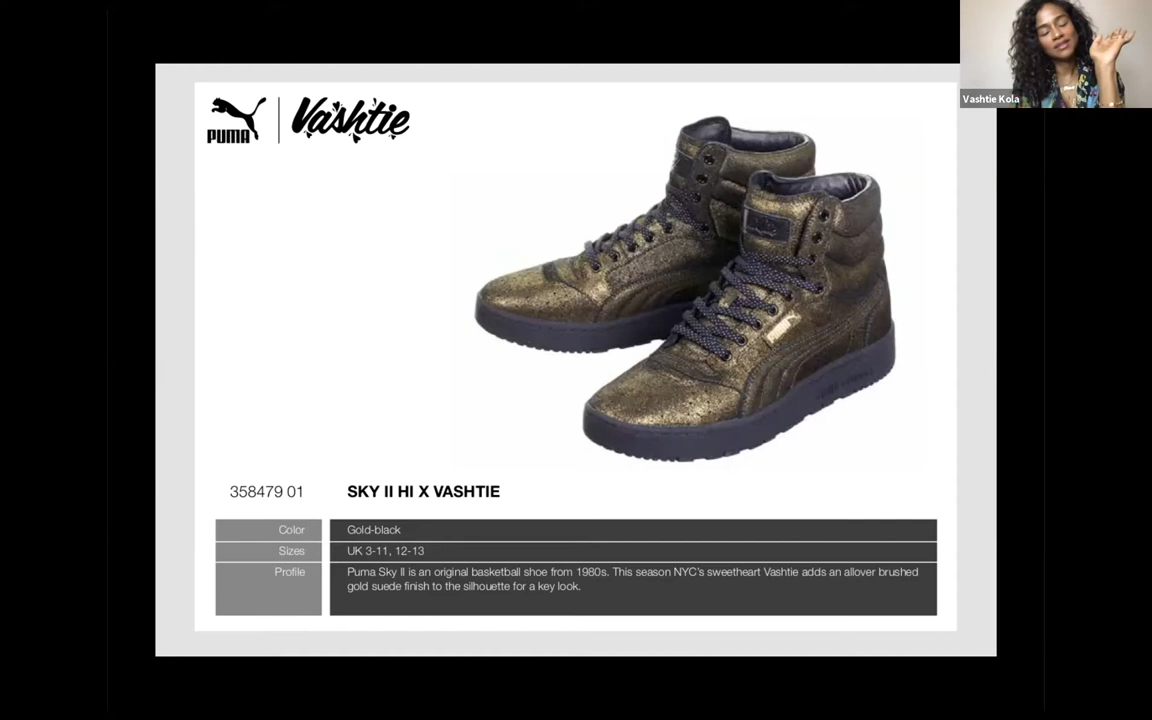 Vashtie Kola
PUMA
Vashtie
358479 01
SKY II HI X VASHTIE
Color
Gold-black
Sizes
UK 3-11, 12-13
Profile
Puma Sky II is an original basketball shoe from 1980s. This season NYC's sweetheart Vashtie adds an allover brushed
gold suede finish to the silhouette for a key look.